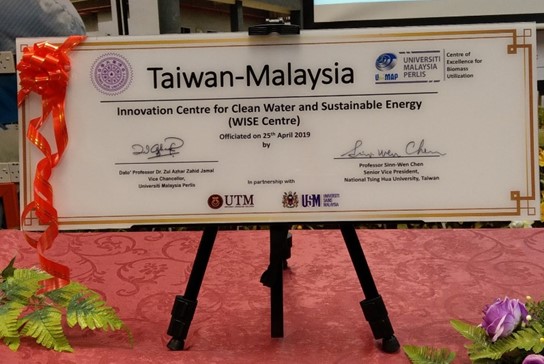 Taiwan-Malaysia
UniMAP
UNIVERSITI
MALAYSIA
PERLIS
Centre of
Excellence for
Biomass
Utilization
Innovation Centre for Clean Water and Sustainable Energy
(WISE Centre)
Officiated on 25th April 2019
by
Dato' Professor Dr. Zul Azhar Zahid Jamal
Vice Chancellor,
Universiti Malaysia Perlis
Professor Sinn-Wen Chen
Senior Vice President,
National Tsing Hua University, Taiwan
In partnership with
UTM
USM
UNIVERSITI
SAINS
MALAYSIA